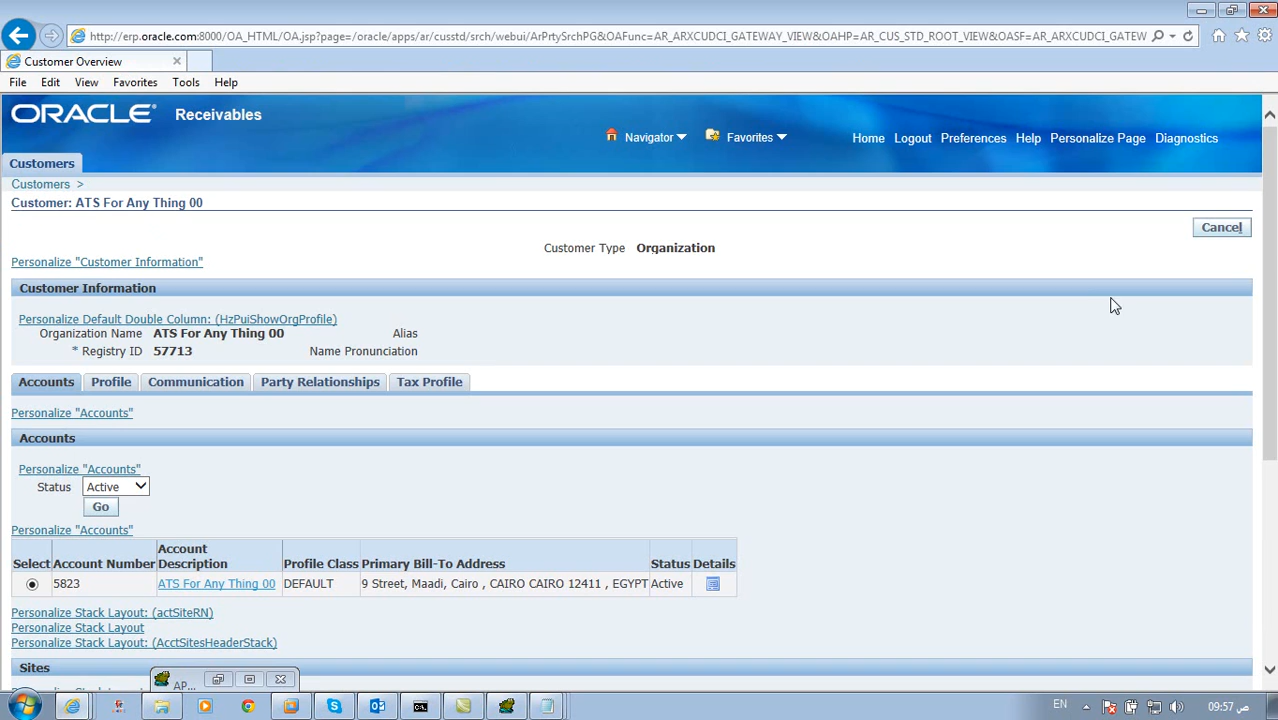 http://erp.oracle.com:8000/OA_HTML/OA.jsp?page=/oracle/apps/ar/cusstd/srch/webui/ArPrtySrchPG&OAFunc=AR_ARXCUDCI_GATEWAY_VIEW&OAHP=AR_CUS_STD_ROOT_VIEW&OASF=AR_ARXCUDCI_GATEW
Customer Overview
File Edit View Favorites Tools Help
ORACLE® Receivables
Navigator Favorites Home Logout Preferences Help Personalize Page Diagnostics
Customers
Customers >
Customer: ATS For Any Thing 00
Cancel
Customer Type Organization
Personalize "Customer Information"
Customer Information
Personalize Default Double Column: (HzPuiShowOrgProfile)
Organization Name ATS For Any Thing 00 Alias
* Registry ID 57713 Name Pronunciation
Accounts Profile Communication Party Relationships Tax Profile
Personalize "Accounts"
Accounts
Personalize "Accounts"
Status Active
Go
Personalize "Accounts"
Select Account Number Account Description Profile Class Primary Bill-To Address Status Details
5823 ATS For Any Thing 00 DEFAULT 9 Street, Maadi, Cairo , CAIRO CAIRO 12411 , EGYPT Active
Personalize Stack Layout: (actSiteRN)
Personalize Stack Layout
Personalize Stack Layout: (AcctSitesHeaderStack)
Sites
AP...
EN 09:57 ص